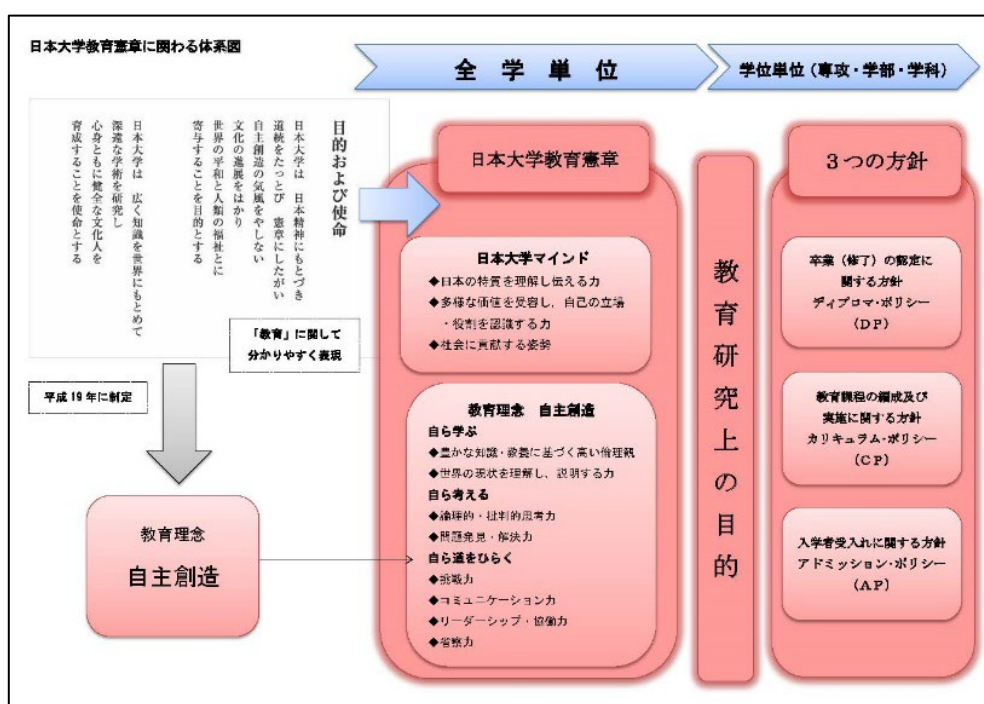 日本大学教育憲章に関わる体系図
全学単位
学位単位（専攻・学部・学科）
目的および使命
日本大学は　日本精神にもとづき
道統をたっとび　憲章にしたがい
自主創造の気風をやしない
文化の進展をはかり
世界の平和と人類の福祉とに
寄与することを目的とする
日本大学は　広く知識を世界にもとめて
深遠な学術を研究し
心身ともに健全な文化人を
育成することを使命とする
「教育」に関して
分かりやすく表現
平成19年に制定
教育理念
自主創造
日本大学教育憲章
日本大学マインド
◆日本の特質を理解し伝える力
◆多様な価値を受容し，自己の立場
・役割を認識する力
◆社会に貢献する姿勢
教育理念　自主創造
自ら学ぶ
◆豊かな知識・教養に基づく高い倫理観
◆世界の現状を理解し，説明する力
自ら考える
◆論理的・批判的思考力
◆問題発見・解決力
自ら道をひらく
◆挑戦力
◆コミュニケーション力
◆リーダーシップ・協働力
◆省察力
教育研究上の目的
３つの方針
卒業（修了）の認定に
関する方針
ディプロマ・ポリシー
（DP）
教育課程の編成及び
実施に関する方針
カリキュラム・ポリシー
（CP）
入学者受入れに関する方針
アドミッション・ポリシー
（AP）